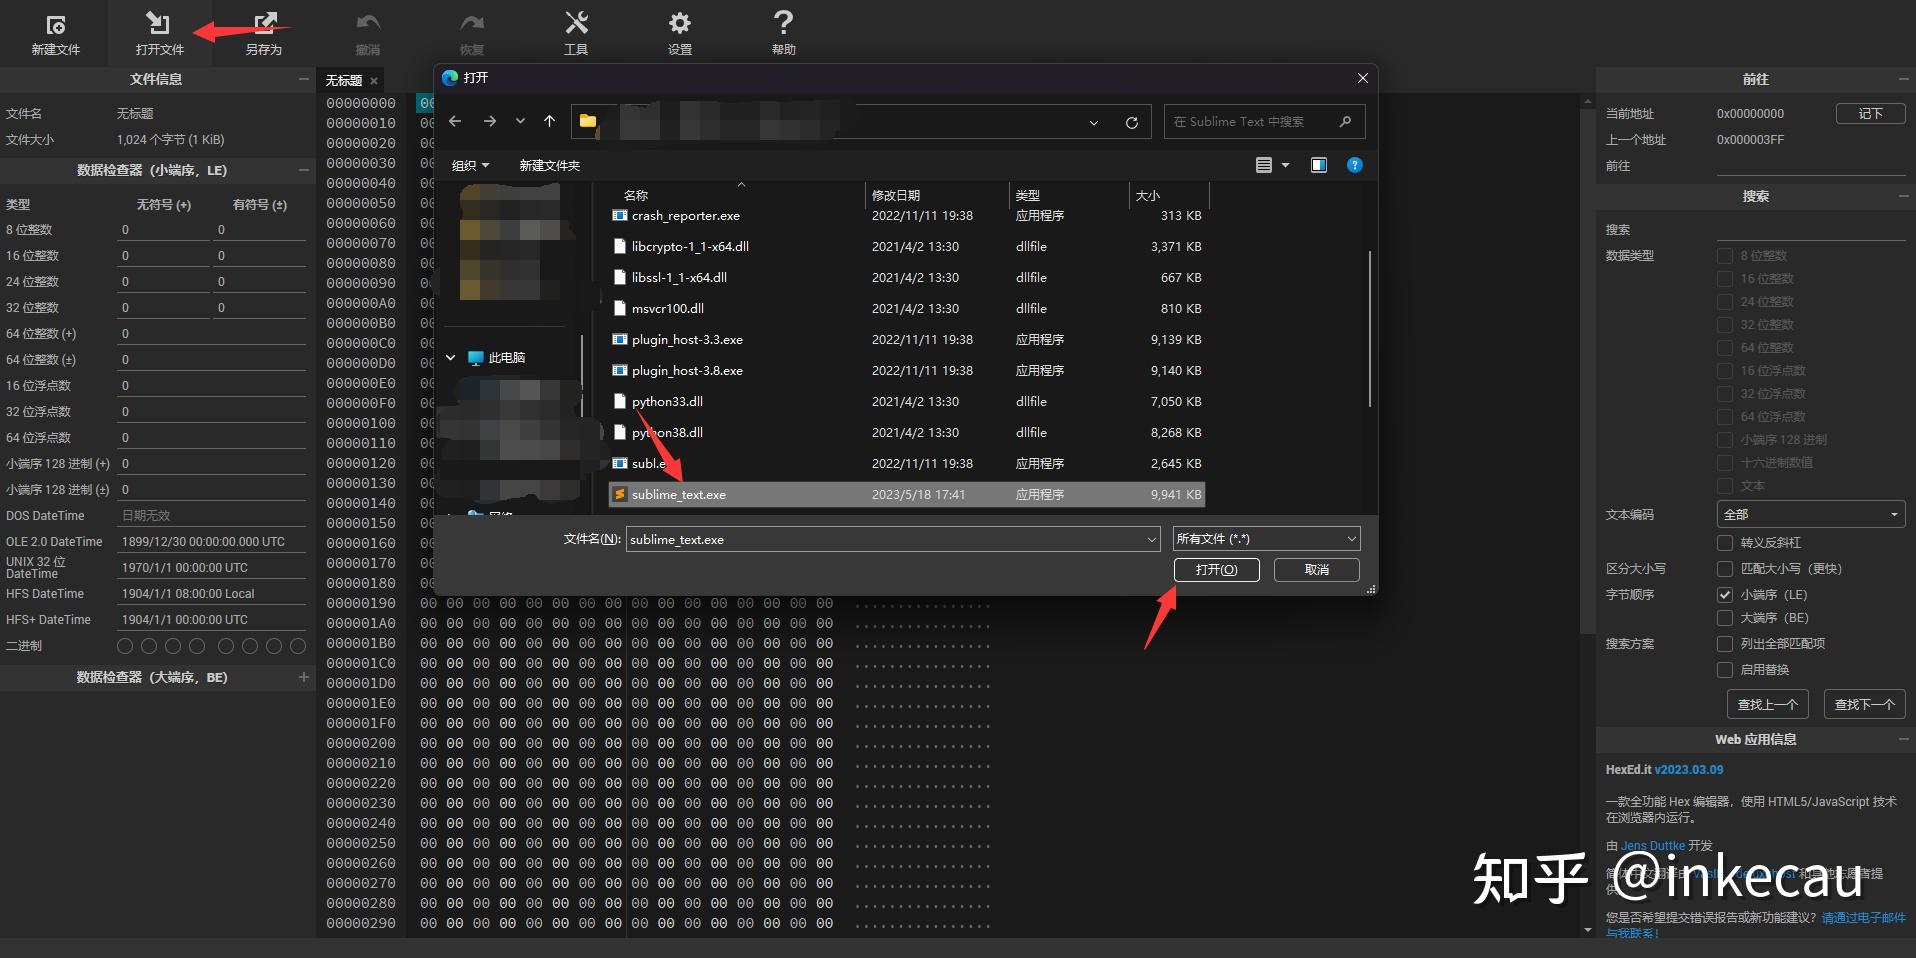 新建文件
打开文件
另存为
撤消
恢复
工具
设置
帮助
文件信息
文件名 无标题
文件大小 1,024 个字节 (1 KiB)
数据检查器（小端序, LE）
类型 无符号 (+) 有符号 (±)
8 位整数 0 0
16 位整数 0 0
24 位整数 0 0
32 位整数 0 0
64 位整数 (+) 0
64 位整数 (±) 0
16 位浮点数 0
32 位浮点数 0
64 位浮点数 0
小端序 128 进制 (+) 0
小端序 128 进制 (±) 0
DOS DateTime 日期无效
OLE 2.0 DateTime 1899/12/30 00:00:00.000 UTC
UNIX 32 位
DateTime 1970/1/1 00:00:00 UTC
HFS DateTime 1904/1/1 08:00:00 Local
HFS+ DateTime 1904/1/1 00:00:00 UTC
二进制
数据检查器（大端序, BE）
无标题 ×
00000000 00
00000010 00
00000020 00
00000030 00
00000040 00
00000050 00
00000060 00
00000070 00
00000080 00
00000090 00
000000A0 00
000000B0 00
000000C0 00
000000D0 00
000000E0 00
000000F0 00
00000100 00
00000110 00
00000120 00
00000130 00
00000140 00
00000150 00
00000160 00
00000170 00
00000180 00
00000190 00 00 00 00 00 00 00 00 00 00 00 00 00 00 00 00 ................
000001A0 00 00 00 00 00 00 00 00 00 00 00 00 00 00 00 00 ................
000001B0 00 00 00 00 00 00 00 00 00 00 00 00 00 00 00 00 ................
000001C0 00 00 00 00 00 00 00 00 00 00 00 00 00 00 00 00 ................
000001D0 00 00 00 00 00 00 00 00 00 00 00 00 00 00 00 00 ................
000001E0 00 00 00 00 00 00 00 00 00 00 00 00 00 00 00 00 ................
000001F0 00 00 00 00 00 00 00 00 00 00 00 00 00 00 00 00 ................
00000200 00 00 00 00 00 00 00 00 00 00 00 00 00 00 00 00 ................
00000210 00 00 00 00 00 00 00 00 00 00 00 00 00 00 00 00 ................
00000220 00 00 00 00 00 00 00 00 00 00 00 00 00 00 00 00 ................
00000230 00 00 00 00 00 00 00 00 00 00 00 00 00 00 00 00 ................
00000240 00 00 00 00 00 00 00 00 00 00 00 00 00 00 00 00 ................
00000250 00 00 00 00 00 00 00 00 00 00 00 00 00 00 00 00 ................
00000260 00 00 00 00 00 00 00 00 00 00 00 00 00 00 00 00 ................
00000270 00 00 00 00 00 00 00 00 00 00 00 00 00 00 00 00 ................
00000280 00 00 00 00 00 00 00 00 00 00 00 00 00 00 00 00 ................
00000290 00 00 00 00 00 00 00 00 00 00 00 00 00 00 00 00 ................
打开
在 Sublime Text 中搜索
组织 新建文件夹
此电脑
名称 修改日期 类型 大小
crash_reporter.exe 2022/11/11 19:38 应用程序 313 KB
libcrypto-1_1-x64.dll 2021/4/2 13:30 dllfile 3,371 KB
libssl-1_1-x64.dll 2021/4/2 13:30 dllfile 667 KB
msvcr100.dll 2021/4/2 13:30 dllfile 810 KB
plugin_host-3.3.exe 2022/11/11 19:38 应用程序 9,139 KB
plugin_host-3.8.exe 2022/11/11 19:38 应用程序 9,140 KB
python33.dll 2021/4/2 13:30 dllfile 7,050 KB
python38.dll 2021/4/2 13:30 dllfile 8,268 KB
subl.e 2022/11/11 19:38 应用程序 2,645 KB
sublime_text.exe 2023/5/18 17:41 应用程序 9,941 KB
文件名(N): sublime_text.exe 所有文件 (*.*)
打开(O) 取消
前往
当前地址 0x00000000 记下
上一个地址 0x000003FF
前往
搜索
搜索
数据类型 8 位整数
16 位整数
24 位整数
32 位整数
64 位整数
16 位浮点数
32 位浮点数
64 位浮点数
小端序 128 进制
十六进制数值
文本
文本编码 全部
转义反斜杠
区分大小写 匹配大小写（更快）
字节顺序 小端序（LE）
大端序（BE）
搜索方案 列出全部匹配项
启用替换
查找上一个 查找下一个
Web 应用信息
HexEd.it v2023.03.09
一款全功能 Hex 编辑器，使用 HTML5/JavaScript 技术
在浏览器内运行。
由 Jens Duttke 开发
您是否希望提交错误报告或新功能建议？请通过电子邮件
与我联系！
知乎 @inkecau